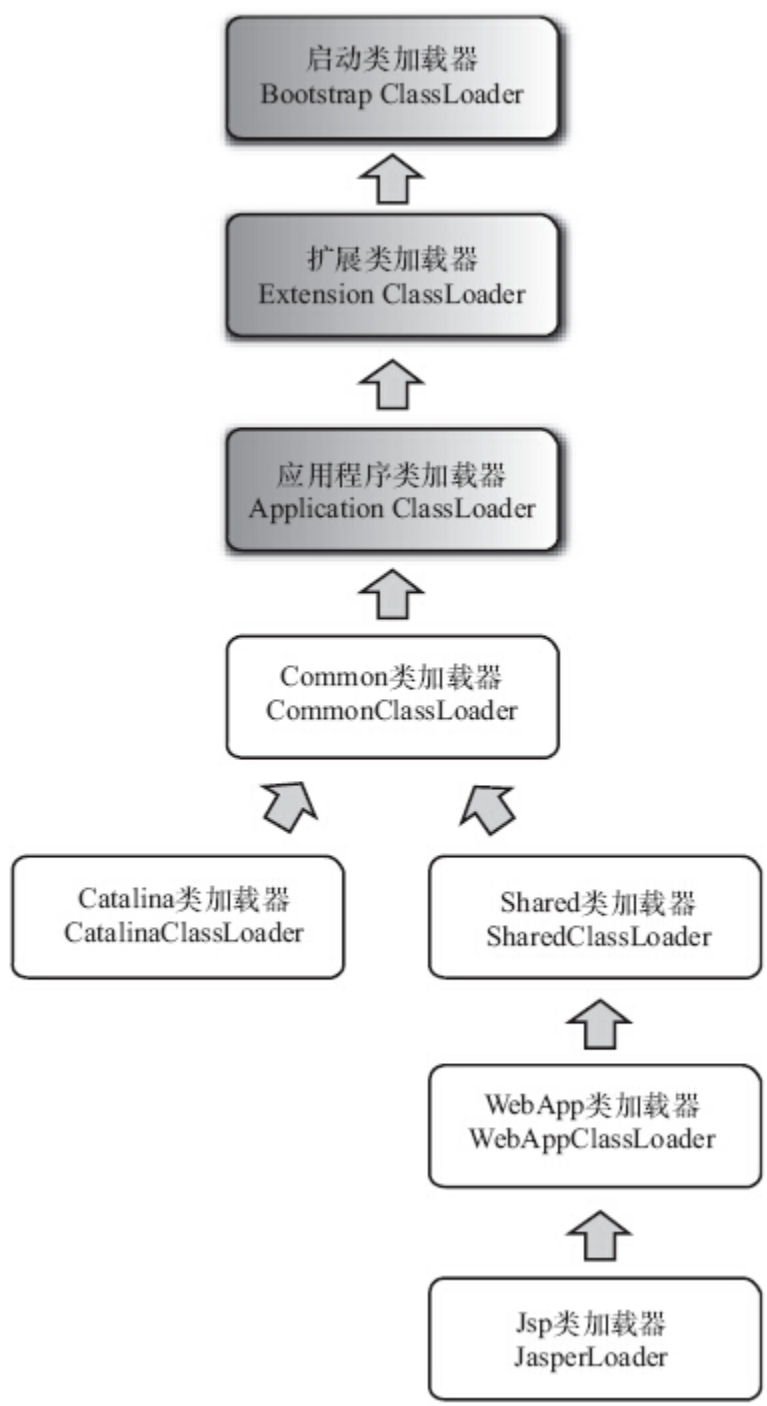 启动类加载器
Bootstrap ClassLoader
扩展类加载器
Extension ClassLoader
应用程序类加载器
Application ClassLoader
Common类加载器
CommonClassLoader
Catalina类加载器
CatalinaClassLoader
Shared类加载器
SharedClassLoader
WebApp类加载器
WebAppClassLoader
Jsp类加载器
JasperLoader